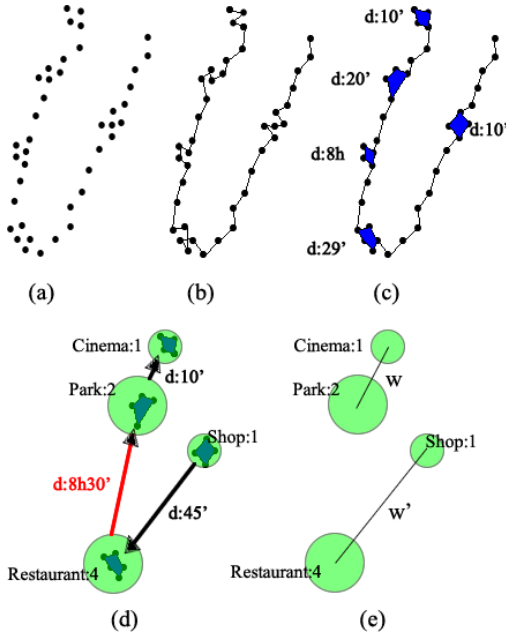 d:10’
d:20’
d:10’
d:8h
d:29’
(a)
(b)
(c)
Cinema:1
d:10’
Park:2
Shop:1
d:8h30’
d:45’
Restaurant:4
(d)
Cinema:1
W
Park:2
Shop:1
W’
Restaurant:4
(e)